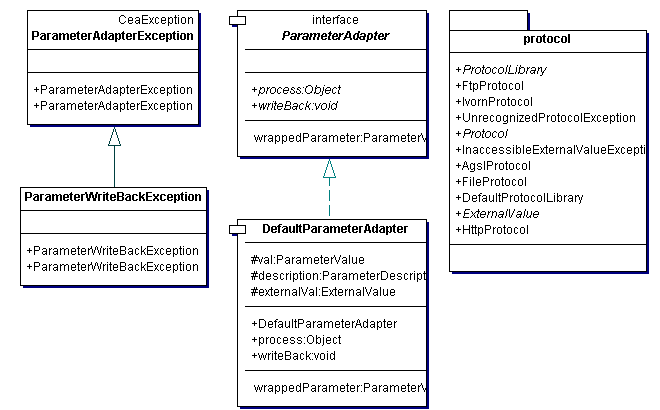 CeaException
ParameterAdapterException
+ParameterAdapterException
+ParameterAdapterException
ParameterWriteBackException
+ParameterWriteBackException
+ParameterWriteBackException
interface
ParameterAdapter
+process:Object
+writeBack:void
wrappedParameter:ParameterV
DefaultParameterAdapter
#val:ParameterValue
#description:ParameterDescript
#externalVal:ExternalValue
+DefaultParameterAdapter
+process:Object
+writeBack:void
wrappedParameter:ParameterV
protocol
+ProtocolLibrary
+FtpProtocol
+IvornProtocol
+UnrecognizedProtocolException
+Protocol
+InaccessibleExternalValueExcepti
+AgslProtocol
+FileProtocol
+DefaultProtocolLibrary
+ExternalValue
+HttpProtocol